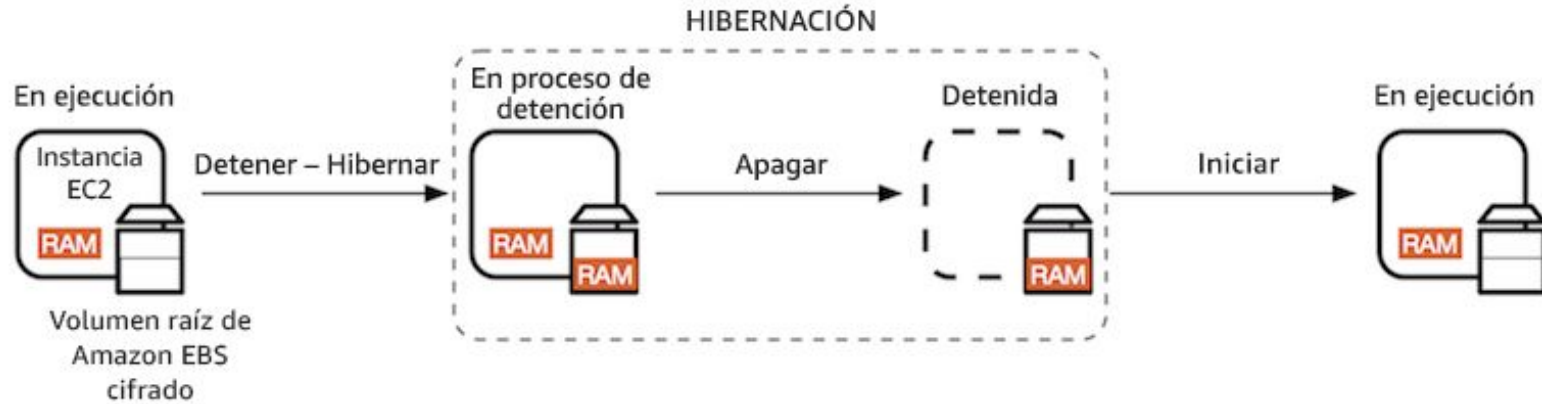 HIBERNACIÓN
En ejecución
Instancia
EC2
RAM
Volumen raíz de
Amazon EBS
cifrado
Detener – Hibernar
En proceso de
detención
RAM
RAM
Apagar
Detenida
RAM
Iniciar
En ejecución
RAM